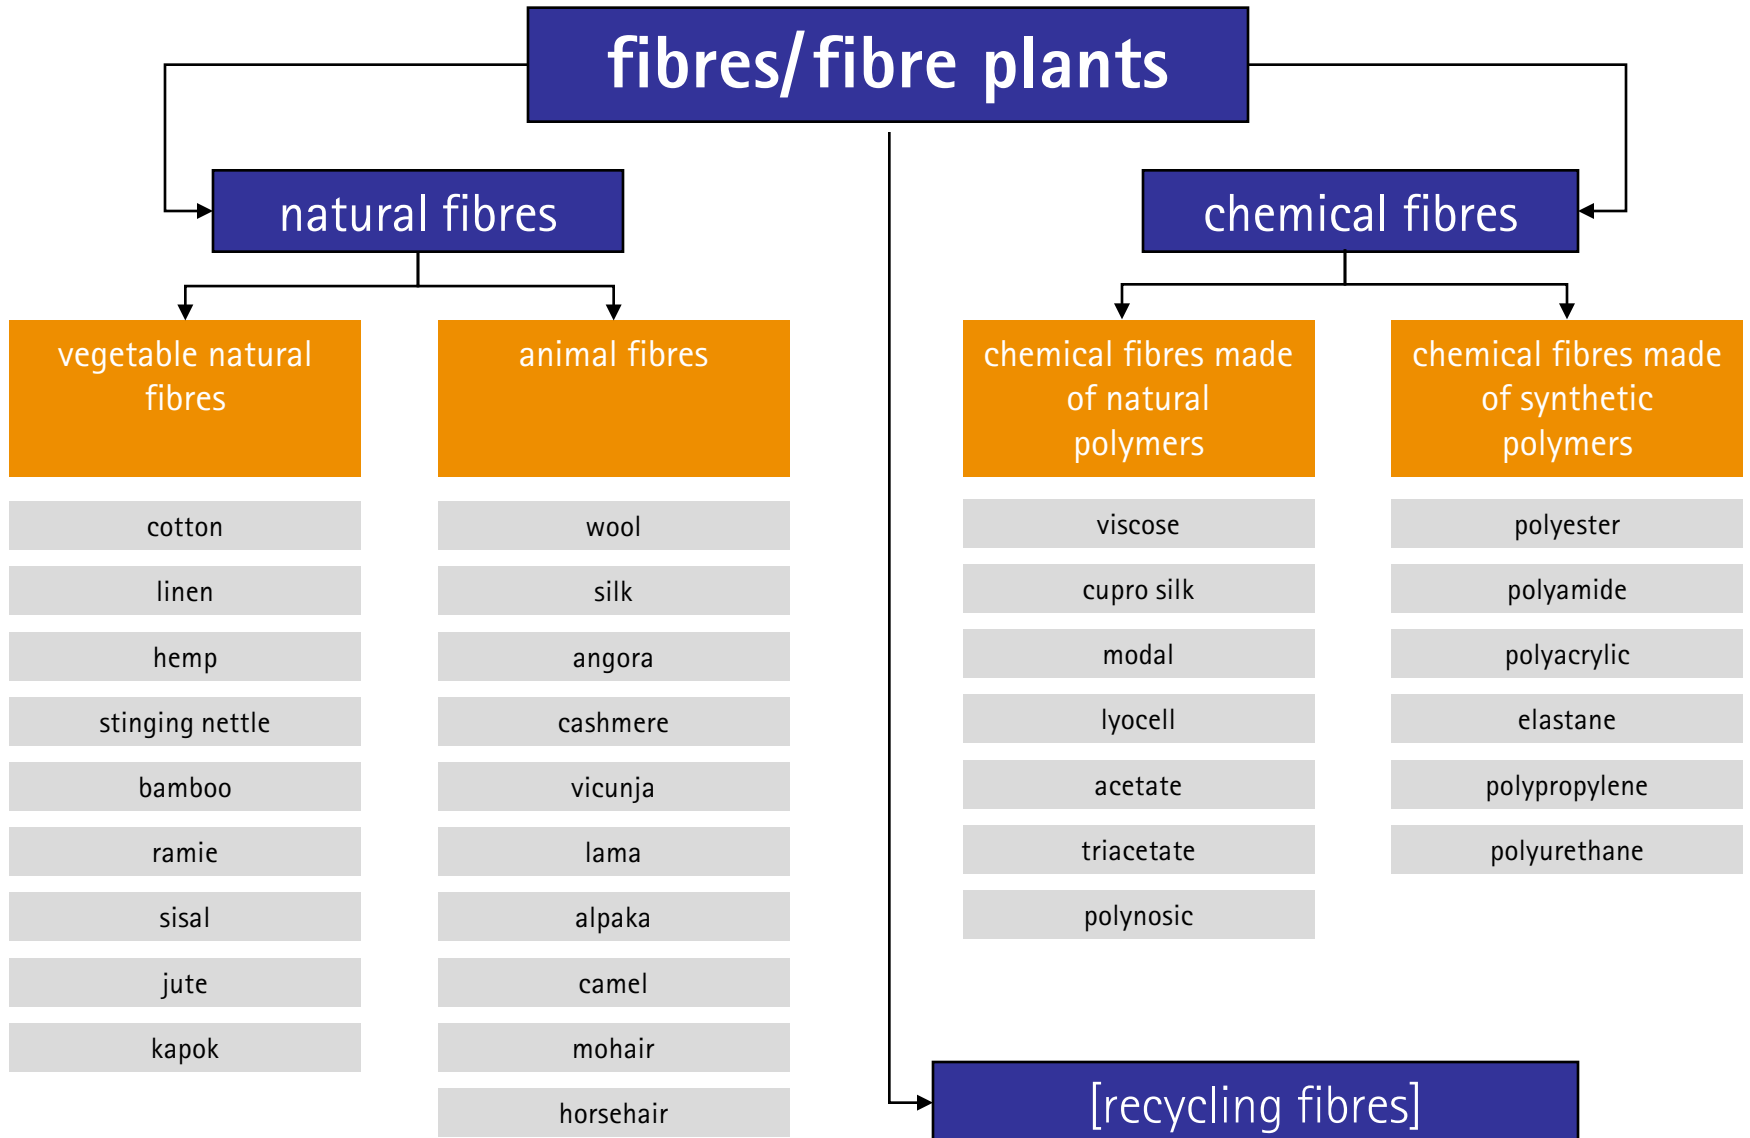 fibres/fibre plants
natural fibres
chemical fibres
vegetable natural
fibres
animal fibres
chemical fibres made
of natural
polymers
chemical fibres made
of synthetic
polymers
cotton
linen
hemp
stinging nettle
bamboo
ramie
sisal
jute
kapok
wool
silk
angora
cashmere
vicunja
lama
alpaka
camel
mohair
horsehair
viscose
cupro silk
modal
lyocell
acetate
triacetate
polynosic
polyester
polyamide
polyacrylic
elastane
polypropylene
polyurethane
[recycling fibres]